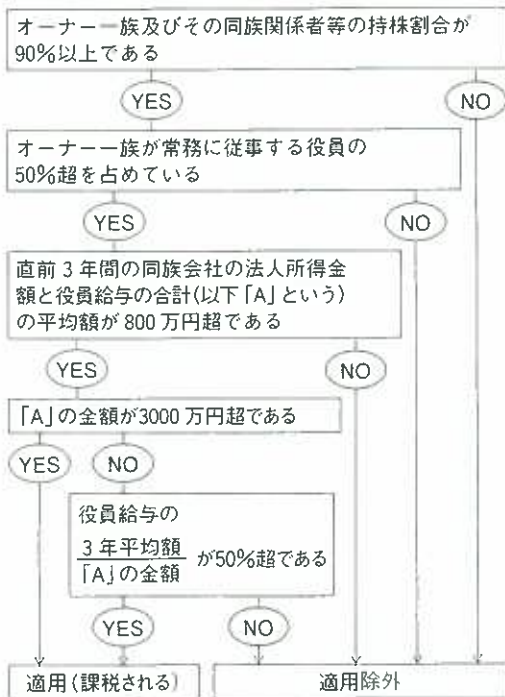 オーナー一族及びその同族関係者等の持株割合が
90%以上である
YES
NO
オーナー一族が常務に従事する役員の
50%超を占めている
YES
NO
直前3年間の同族会社の法人所得金
額と役員給与の合計(以下「A」という)
の平均額が800万円超である
YES
NO
「A」の金額が3000万円超である
YES
NO
役員給与の
3年平均額
「A」の金額
が50%超である
YES
NO
適用(課税される)
適用除外